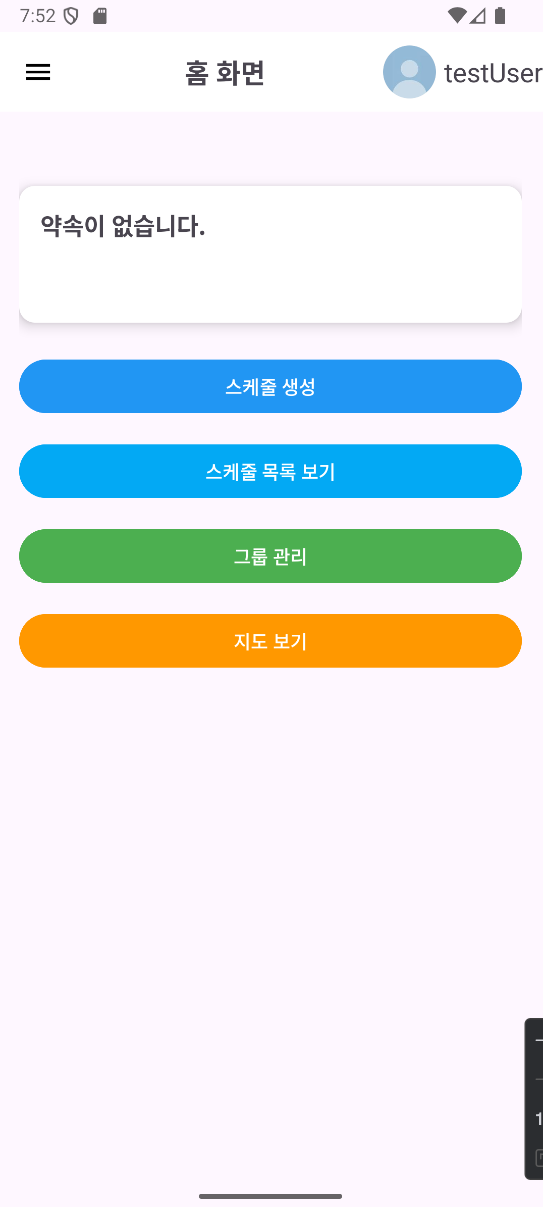 7:52
홈 화면
testUser
약속이 없습니다.
스케줄 생성
스케줄 목록 보기
그룹 관리
지도 보기